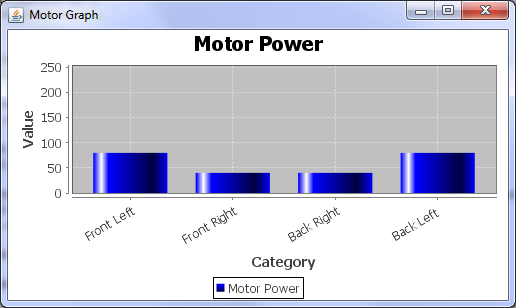 Motor Graph
Motor Power
250
200
150
100
50
0
Value
Front Left
Front Right
Back Right
Back Left
Category
Motor Power